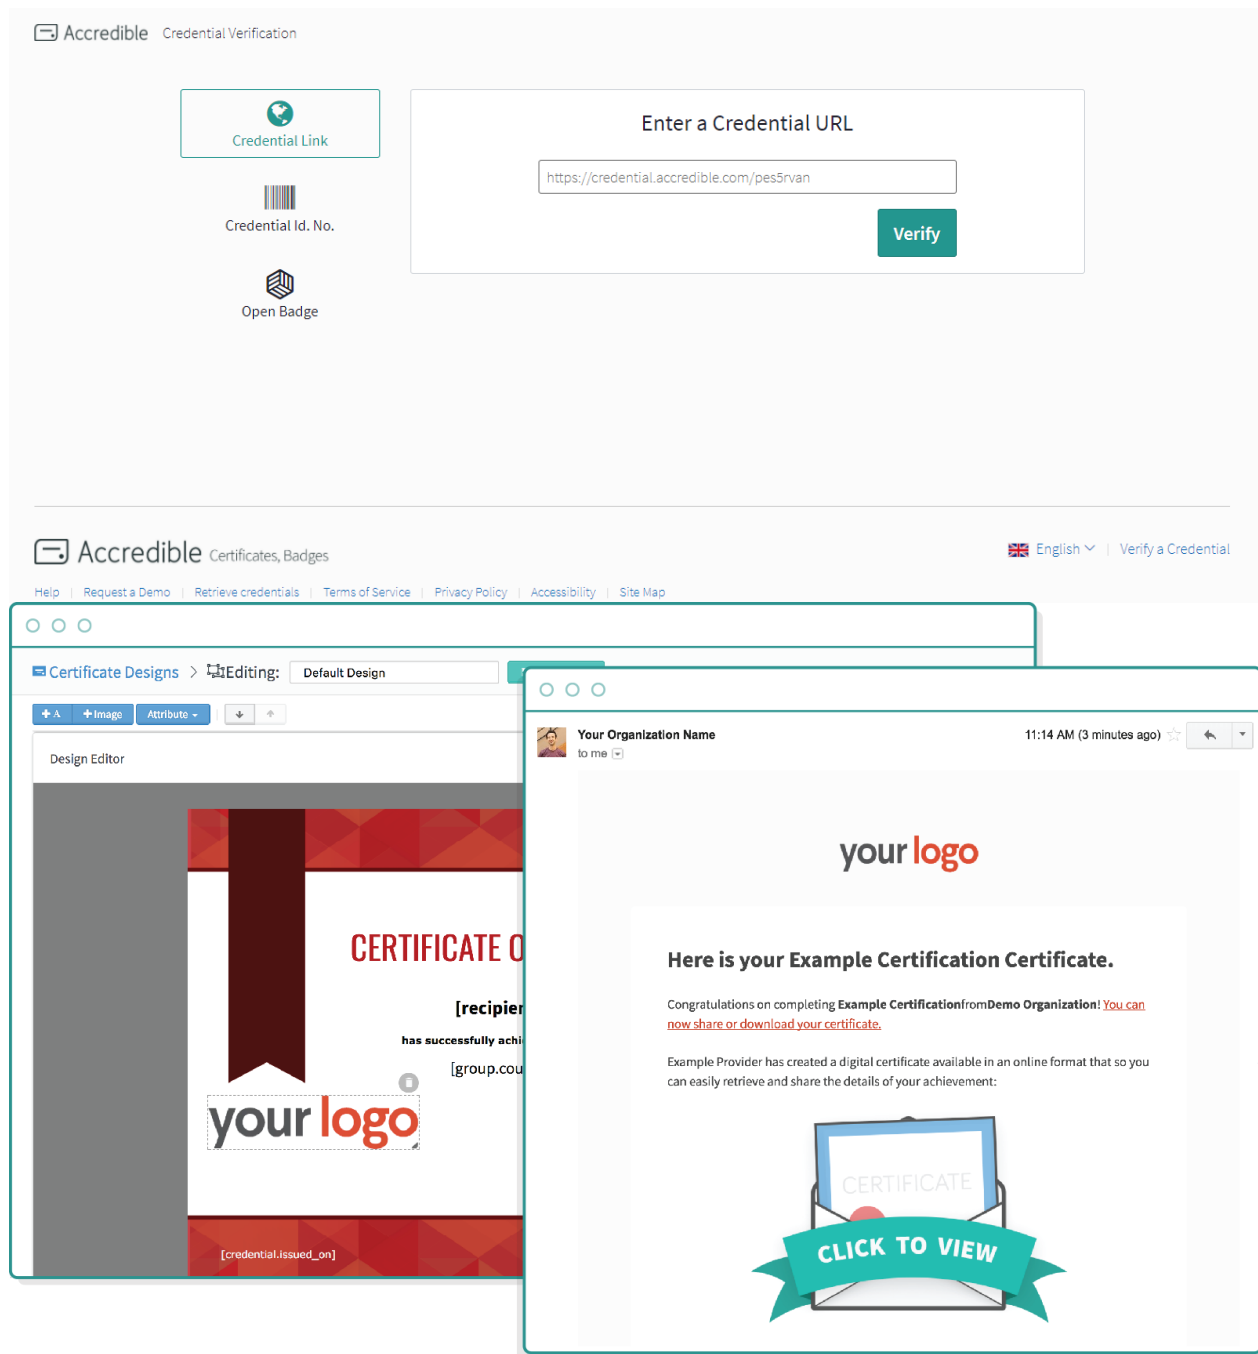 Accredible Credential Verification
Credential Link
Credential Id. No.
Open Badge
Enter a Credential URL
https://credential.accredible.com/pes5rvan
Verify
Accredible Certificates, Badges
English | Verify a Credential
Help | Request a Demo | Retrieve credentials | Terms of Service | Privacy Policy | Accessibility | Site Map
Certificate Designs > Editing: Default Design
+ A +Image Attribute
Design Editor
CERTIFICATE O
[recipien
has successfully achi
[group.cou
your logo
[credential.issued_on]
Your Organization Name
to me
11:14 AM (3 minutes ago)
your logo
Here is your Example Certification Certificate.
Congratulations on completing Example CertificationfromDemo Organization! You can
now share or download your certificate.
Example Provider has created a digital certificate available in an online format that so you
can easily retrieve and share the details of your achievement:
CERTIFICATE
CLICK TO VIEW